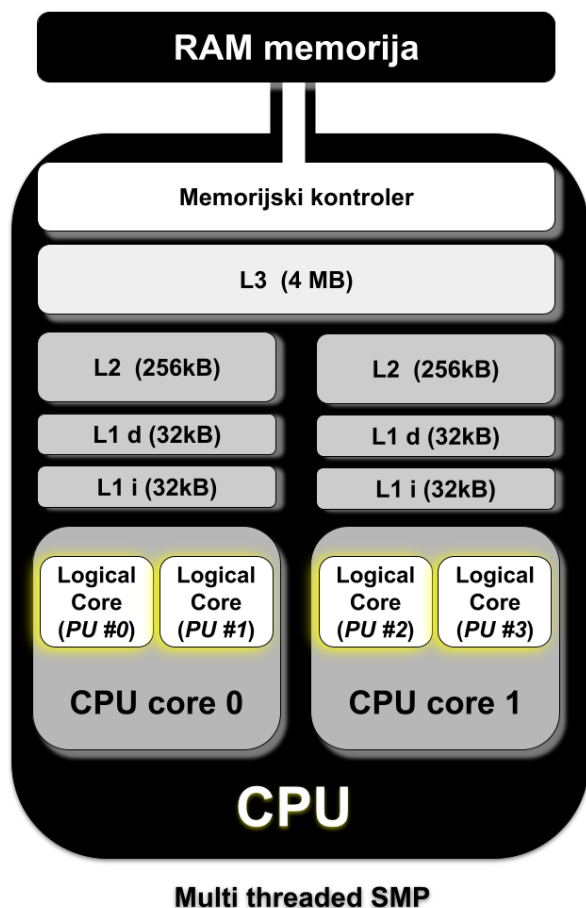 RAM memorija
Memorijski kontroler
L3 (4 MB)
L2 (256kB)
L2 (256kB)
L1 d (32kB)
L1 d (32kB)
L1 i (32kB)
L1 i (32kB)
Logical
Core
(PU #0)
Logical
Core
(PU #1)
Logical
Core
(PU #2)
Logical
Core
(PU #3)
CPU core 0
CPU core 1
CPU
Multi threaded SMP